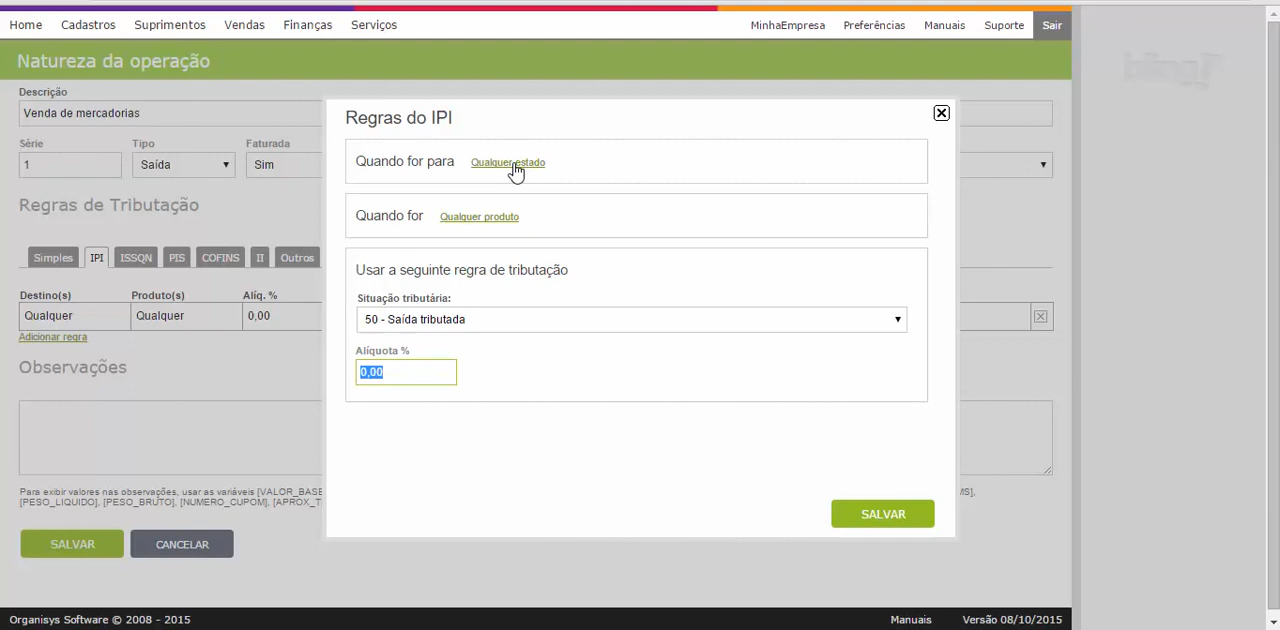 Home Cadastros Suprimentos Vendas Finanças Serviços MinhaEmpresa Preferências Manuais Suporte Sair
bling!
Natureza da operação
Descrição
Venda de mercadorias
Série Tipo Faturada
1 Saída Sim
Regras de Tributação
Simples IPI ISSQN PIS COFINS II Outros
Destino(s) Produto(s) Alíq. %
Qualquer Qualquer 0,00
Adicionar regra
Observações
Para exibir valores nas observações, usar as variáveis [VALOR_BASE MS],
[PESO_LIQUIDO], [PESO_BRUTO], [NUMERO_CUPOM], [APROX_T
SALVAR CANCELAR
Regras do IPI
Quando for para Qualquer estado
Quando for Qualquer produto
Usar a seguinte regra de tributação
Situação tributária:
50 - Saída tributada
Alíquota %
0,00
SALVAR
Organisys Software © 2008 - 2015 Manuais Versão 08/10/2015